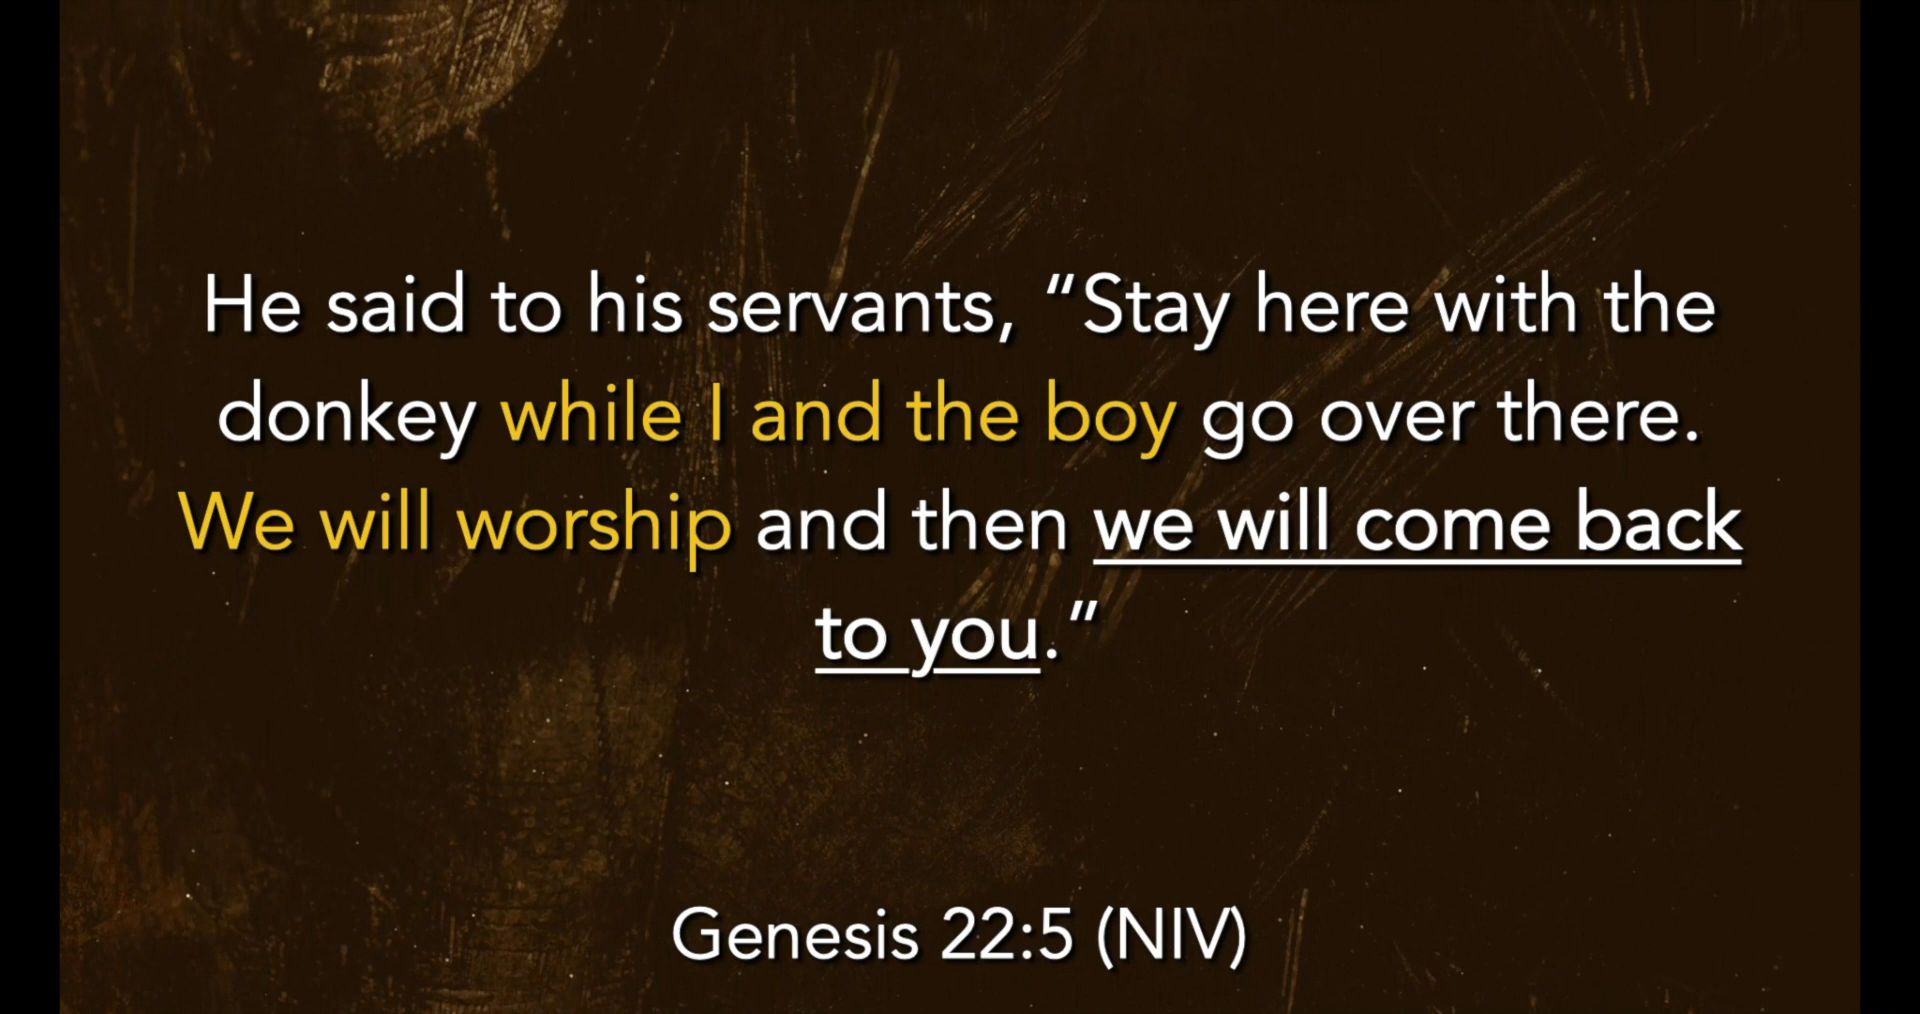 He said to his servants, “Stay here with the
donkey while I and the boy go over there.
We will worship and then we will come back
to you.”
Genesis 22:5 (NIV)